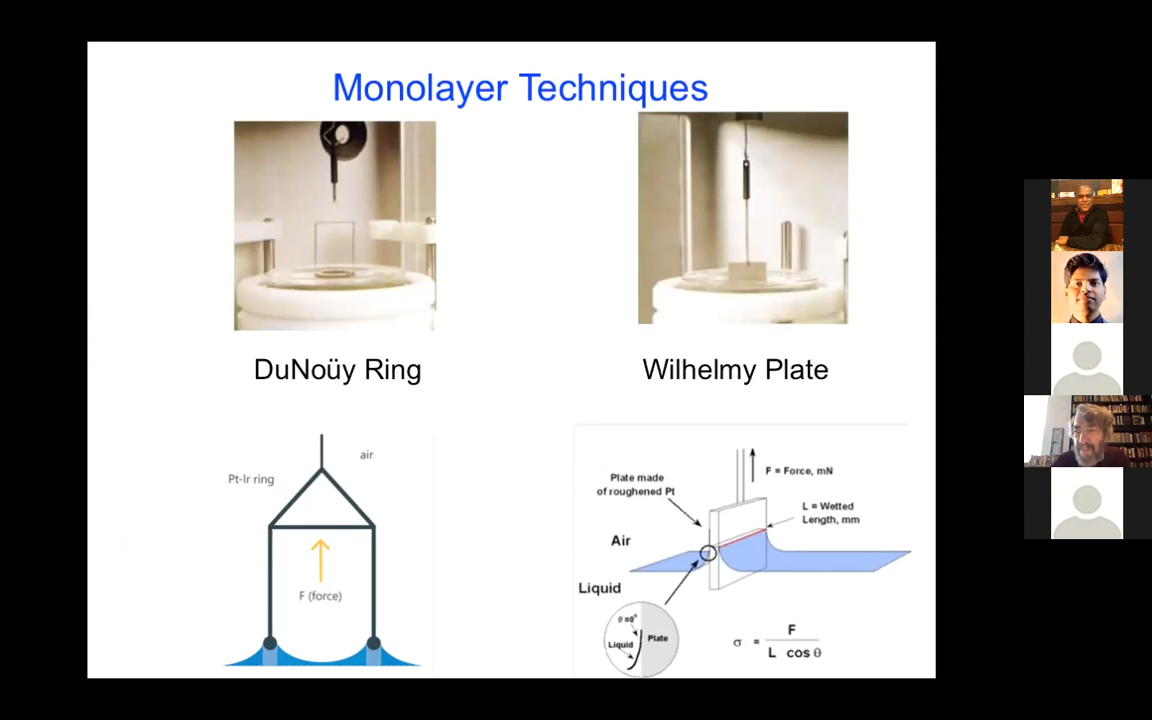 Monolayer Techniques
DuNoüy Ring
Wilhelmy Plate
air
Pt-Ir ring
F (force)
Plate made
of roughened Pt
F = Force, mN
L = Wetted
Length, mm
Air
Liquid
θ =0°
Liquid
Plate
σ = F
L cos θ